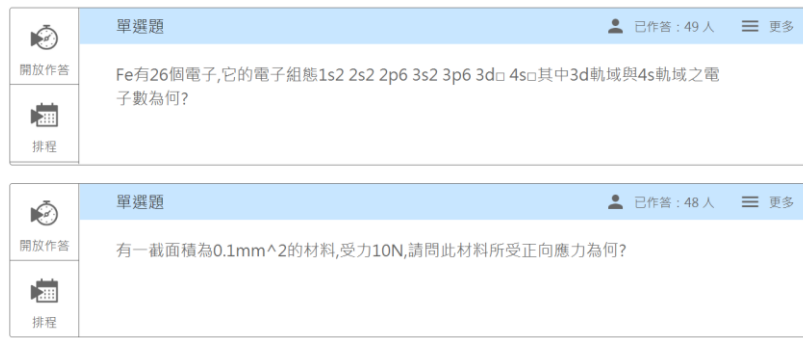 單選題
已作答：49 人
更多
開放作答
Fe有26個電子,它的電子組態1s2 2s2 2p6 3s2 3p6 3d□ 4s□其中3d軌域與4s軌域之電
子數為何?
排程
單選題
已作答：48 人
更多
開放作答
有一截面積為0.1mm^2的材料,受力10N,請問此材料所受正向應力為何?
排程